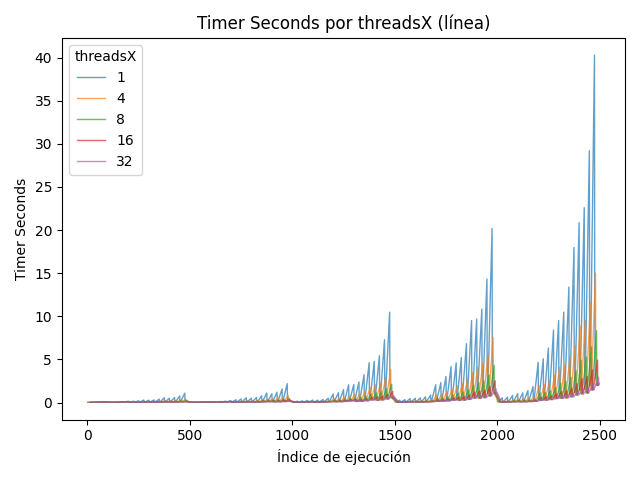 Timer Seconds por threadsX (línea)
threadsX
1
4
8
16
32
Timer Seconds
40
35
30
25
20
15
10
5
0
0 500 1000 1500 2000 2500
Índice de ejecución